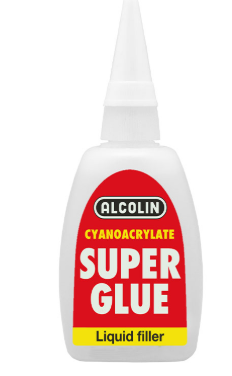 ALCOLIN
CYANOACRYLATE
SUPER
GLUE
Liquid filler